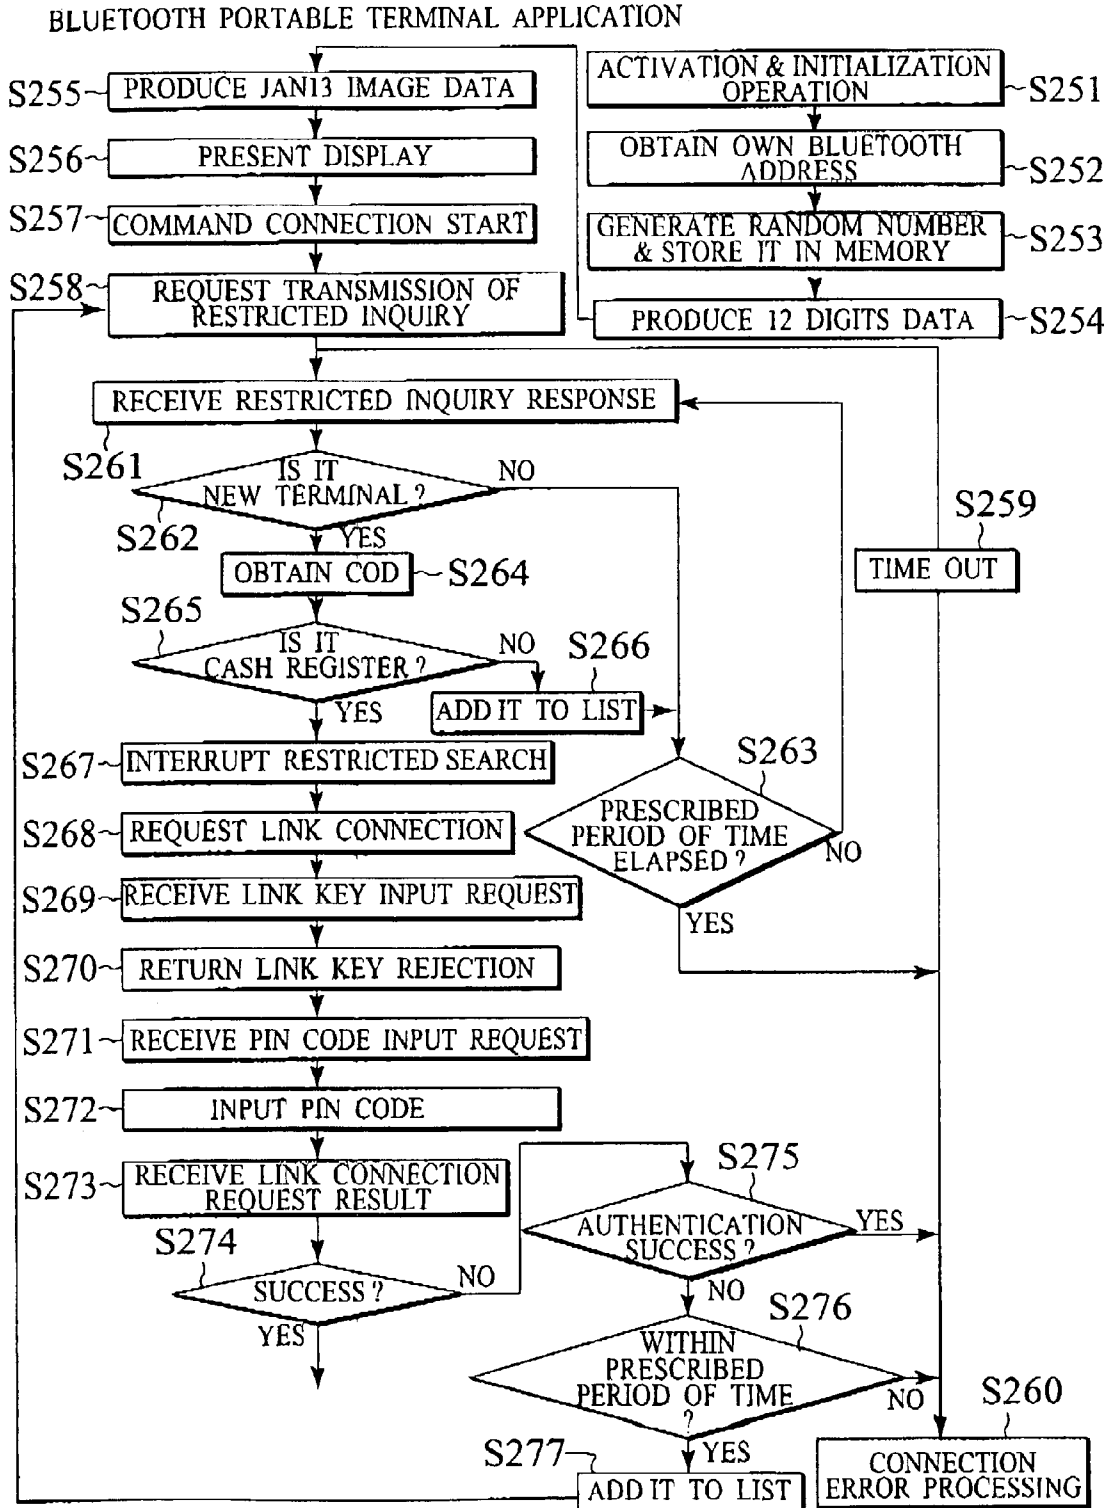 BLUETOOTH PORTABLE TERMINAL APPLICATION
ACTIVATION & INITIALIZATION
OPERATION
S251
OBTAIN OWN BLUETOOTH
ADDRESS
S252
GENERATE RANDOM NUMBER
& STORE IT IN MEMORY
S253
PRODUCE 12 DIGITS DATA
S254
S255
PRODUCE JAN13 IMAGE DATA
S256
PRESENT DISPLAY
S257
COMMAND CONNECTION START
S258
REQUEST TRANSMISSION OF
RESTRICTED INQUIRY
RECEIVE RESTRICTED INQUIRY RESPONSE
S261
IS IT
NEW TERMINAL?
NO
S262
YES
S259
TIME OUT
OBTAIN COD
S264
S265
IS IT
CASH REGISTER?
NO
YES
S266
ADD IT TO LIST
S263
PRESCRIBED
PERIOD OF TIME
ELAPSED?
NO
YES
S267
INTERRUPT RESTRICTED SEARCH
S268
REQUEST LINK CONNECTION
S269
RECEIVE LINK KEY INPUT REQUEST
S270
RETURN LINK KEY REJECTION
S271
RECEIVE PIN CODE INPUT REQUEST
S272
INPUT PIN CODE
S273
RECEIVE LINK CONNECTION
REQUEST RESULT
S274
SUCCESS?
NO
YES
S275
AUTHENTICATION
SUCCESS?
YES
NO
S276
WITHIN
PRESCRIBED
PERIOD OF TIME
?
NO
YES
S277
ADD IT TO LIST
S260
CONNECTION
ERROR PROCESSING